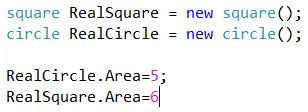 square RealSquare = new square();
circle RealCircle = new circle();
RealCircle.Area=5;
RealSquare.Area=6